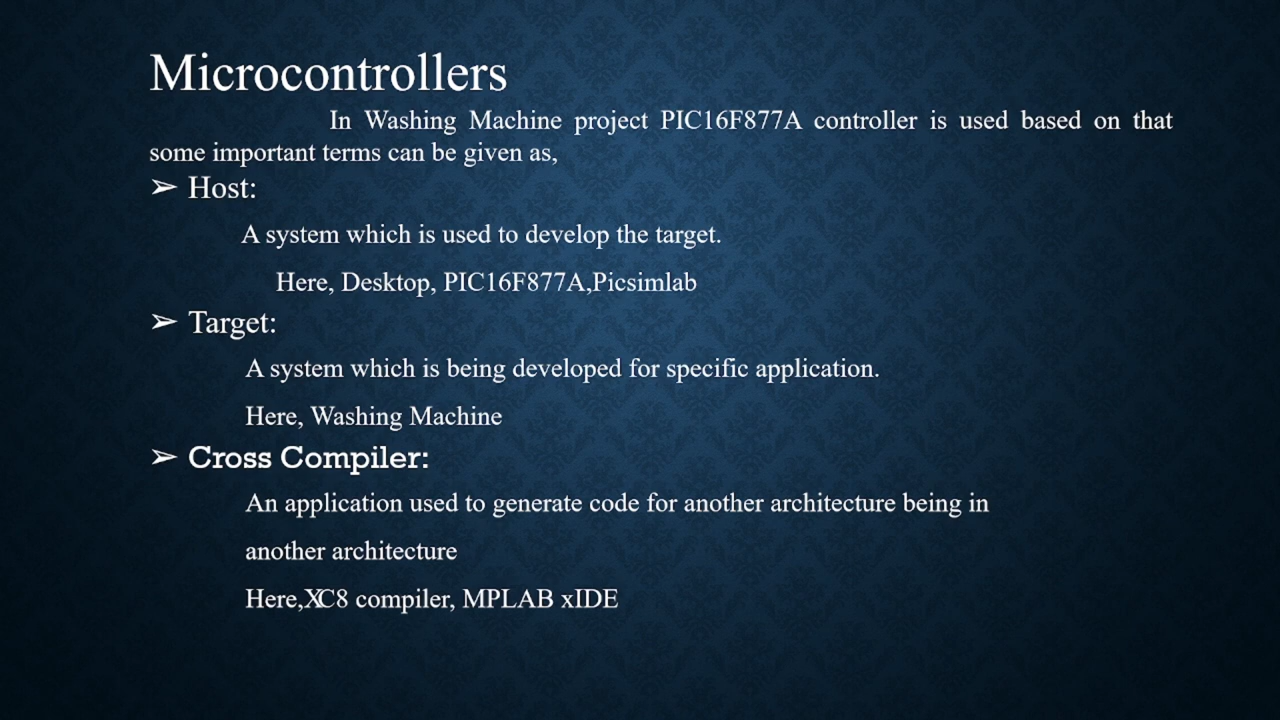 Microcontrollers
In Washing Machine project PIC16F877A controller is used based on that
some important terms can be given as,
➢ Host:
A system which is used to develop the target.
Here, Desktop, PIC16F877A,Picsimlab
➢ Target:
A system which is being developed for specific application.
Here, Washing Machine
➢ Cross Compiler:
An application used to generate code for another architecture being in
another architecture
Here,XC8 compiler, MPLAB xIDE